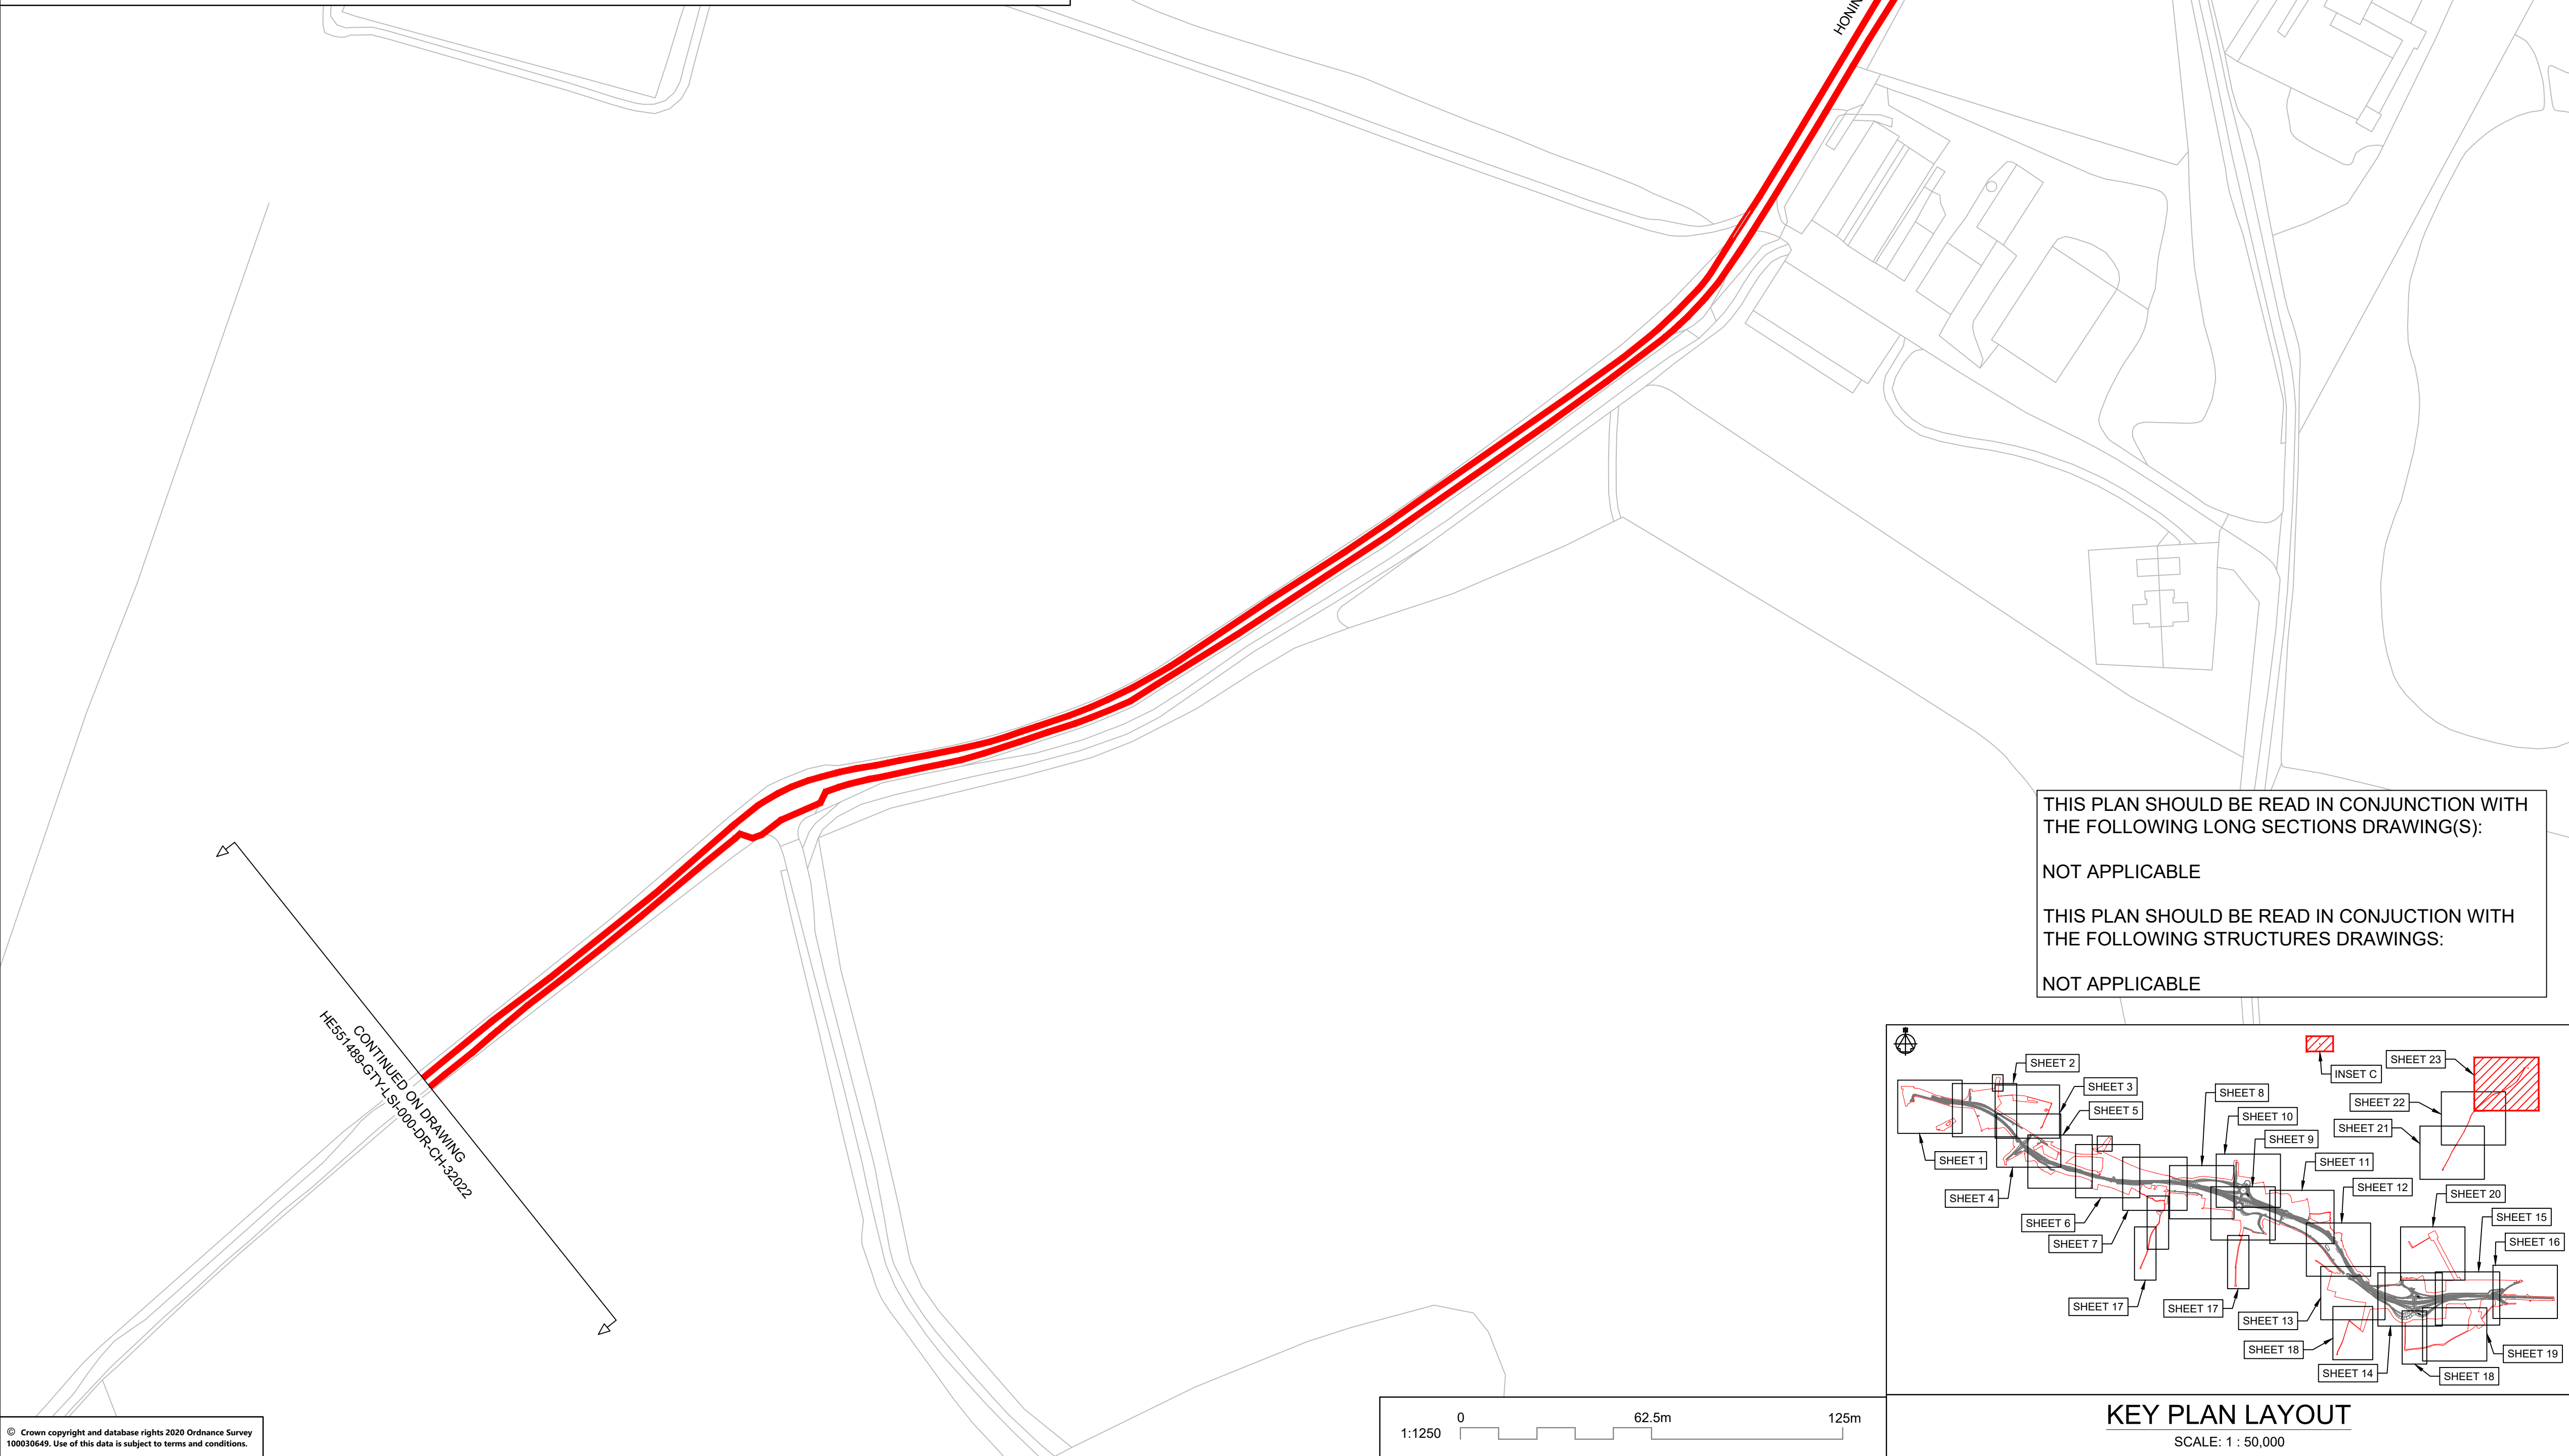 HONIN
THIS PLAN SHOULD BE READ IN CONJUNCTION WITH
THE FOLLOWING LONG SECTIONS DRAWING(S):
NOT APPLICABLE
THIS PLAN SHOULD BE READ IN CONJUCTION WITH
THE FOLLOWING STRUCTURES DRAWINGS:
NOT APPLICABLE
CONTINUED ON DRAWING
HE551489-GTY-LSI-000-DR-CH-32022
SHEET 2
SHEET 3
SHEET 5
SHEET 1
SHEET 4
SHEET 6
SHEET 7
SHEET 17
SHEET 17
SHEET 8
SHEET 10
SHEET 9
SHEET 11
SHEET 12
INSET C
SHEET 23
SHEET 22
SHEET 21
SHEET 20
SHEET 15
SHEET 16
SHEET 13
SHEET 18
SHEET 14
SHEET 18
SHEET 19
KEY PLAN LAYOUT
SCALE: 1 : 50,000
1:1250
0
62.5m
125m
© Crown copyright and database rights 2020 Ordnance Survey
100030649. Use of this data is subject to terms and conditions.